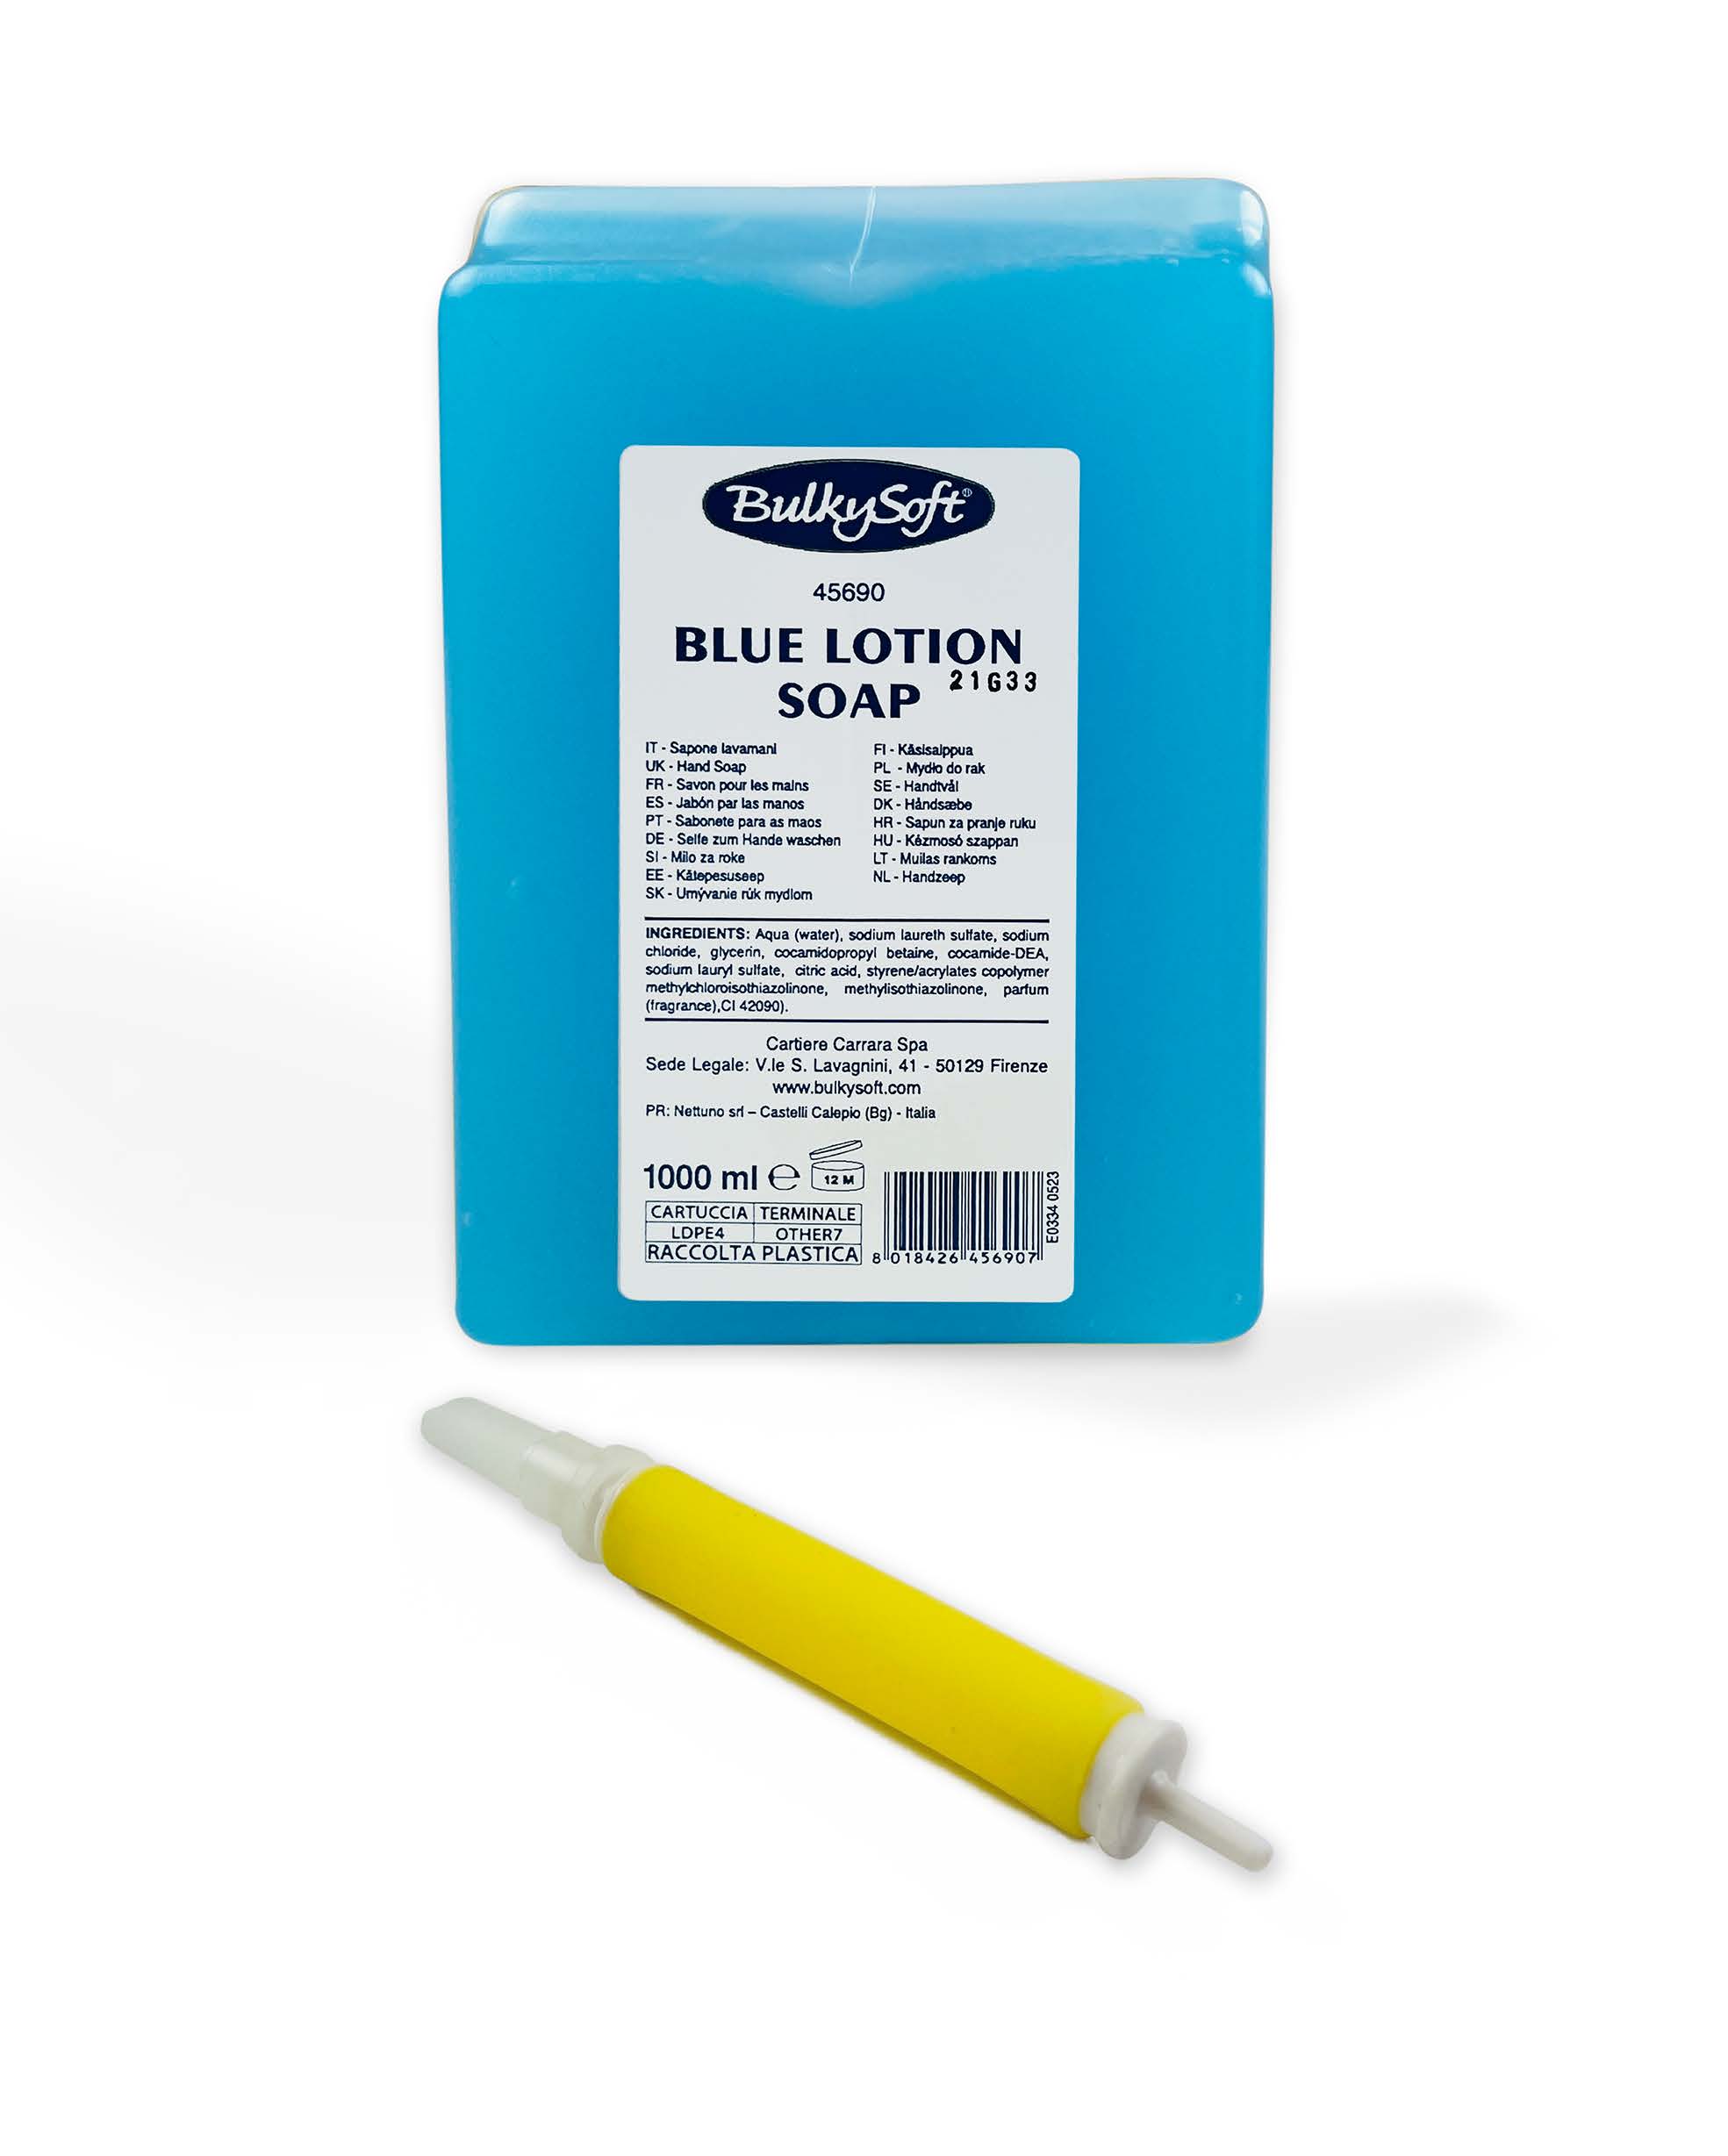 BulkySoft®
45690
BLUE LOTION
SOAP 21G33
IT - Sapone lavamani
UK - Hand Soap
FR - Savon pour les mains
ES - Jabón par las manos
PT - Sabonete para as maos
DE - Seife zum Hande waschen
SI - Milo za roke
EE - Kätepesuseep
SK - Umývanie rúk mydlom
FI - Käsisaippua
PL - Mydło do rak
SE - Handtvål
DK - Håndsæbe
HR - Sapun za pranje ruku
HU - Kézmosó szappan
LT - Muilas rankoms
NL - Handzeep
INGREDIENTS: Aqua (water), sodium laureth sulfate, sodium
chloride, glycerin, cocamidopropyl betaine, cocamide-DEA,
sodium lauryl sulfate, citric acid, styrene/acrylates copolymer
methylchloroisothiazolinone, methylisothiazolinone, parfum
(fragrance),CI 42090).
Cartiere Carrara Spa
Sede Legale: V.le S. Lavagnini, 41 - 50129 Firenze
www.bulkysoft.com
PR: Nettuno srl – Castelli Calepio (Bg) - Italia
1000 ml ℮ 12 M
CARTUCCIA TERMINALE
LDPE4 OTHER7
RACCOLTA PLASTICA
8 018426 456907
E0334 0523